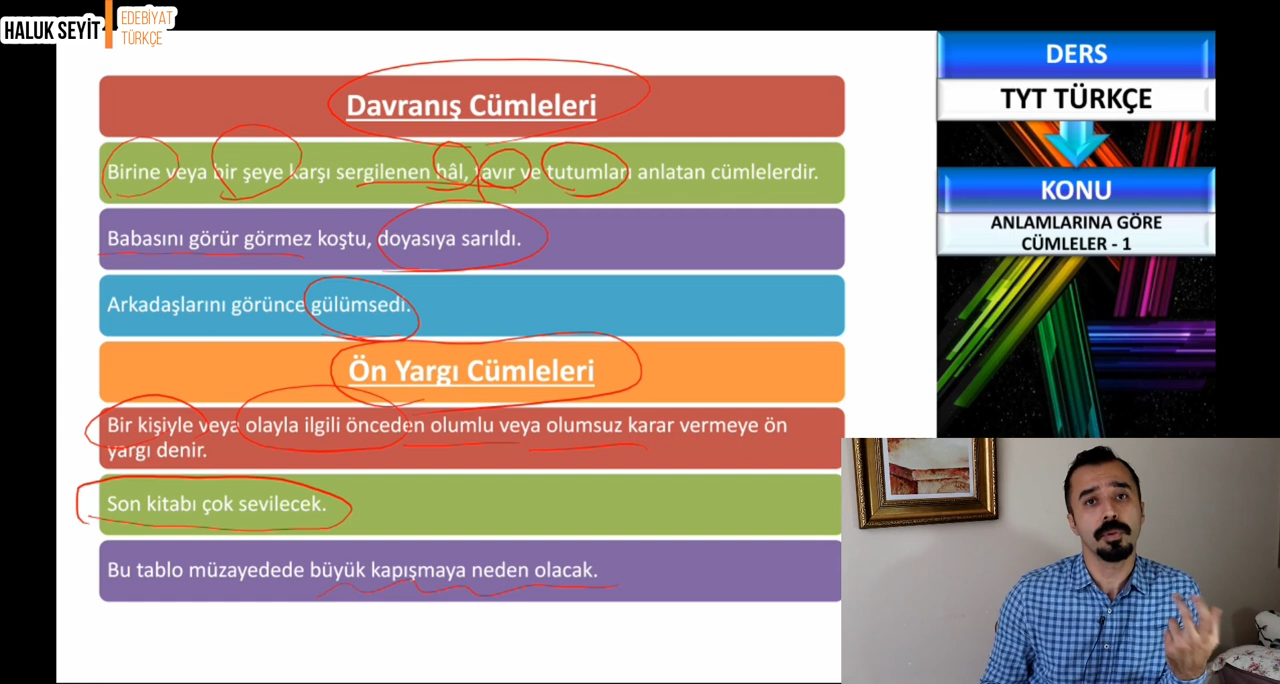 HALUK SEYİT
EDEBİYAT
TÜRKÇE
Davranış Cümleleri
Birine veya bir şeye karşı sergilenen hâl, tavır ve tutumları anlatan cümlelerdir.
Babasını görür görmez koştu, doyasıya sarıldı.
Arkadaşlarını görünce gülümsedi.
Ön Yargı Cümleleri
Bir kişiyle veya olayla ilgili önceden olumlu veya olumsuz karar vermeye ön
yargı denir.
Son kitabı çok sevilecek.
Bu tablo müzayedede büyük kapışmaya neden olacak.
DERS
TYT TÜRKÇE
KONU
ANLAMLARINA GÖRE
CÜMLELER - 1